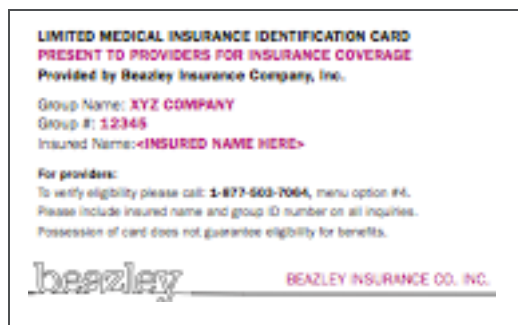 LIMITED MEDICAL INSURANCE IDENTIFICATION CARD
PRESENT TO PROVIDERS FOR INSURANCE COVERAGE
Provided by Beazley Insurance Company, Inc.
Group Name: XYZ COMPANY
Group #: 12345
Insured Name:<INSURED NAME HERE>
For providers:
To verify eligibility please call: 1-877-503-7064, menu option #4.
Please include insured name and group ID number on all inquiries.
Possession of card does not guarantee eligibility for benefits.
beazley
BEAZLEY INSURANCE CO. INC.